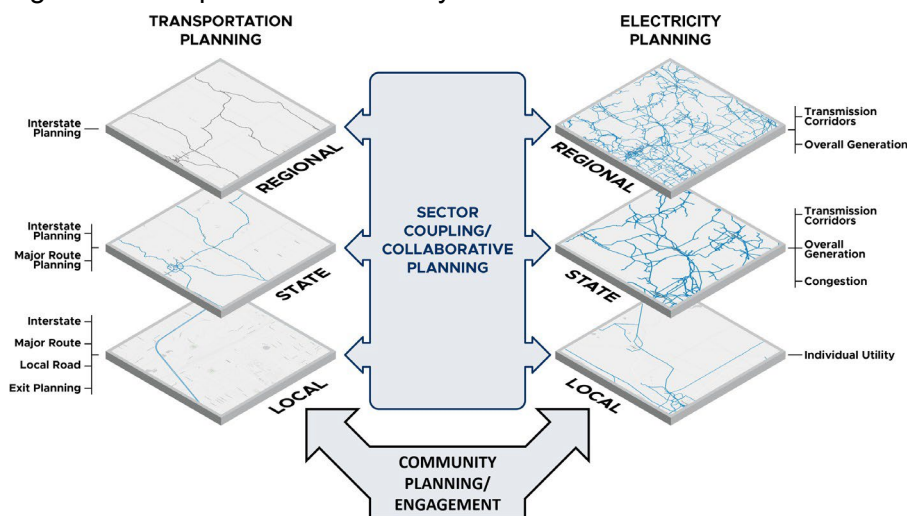 TRANSPORTATION
PLANNING
ELECTRICITY
PLANNING
Interstate
Planning
REGIONAL
REGIONAL
Transmission
Corridors
Overall Generation
Interstate
Planning
Major Route
Planning
STATE
SECTOR
COUPLING/
COLLABORATIVE
PLANNING
STATE
Transmission
Corridors
Overall
Generation
Congestion
Interstate
Major Route
Local Road
Exit Planning
LOCAL
LOCAL
Individual Utility
COMMUNITY
PLANNING/
ENGAGEMENT